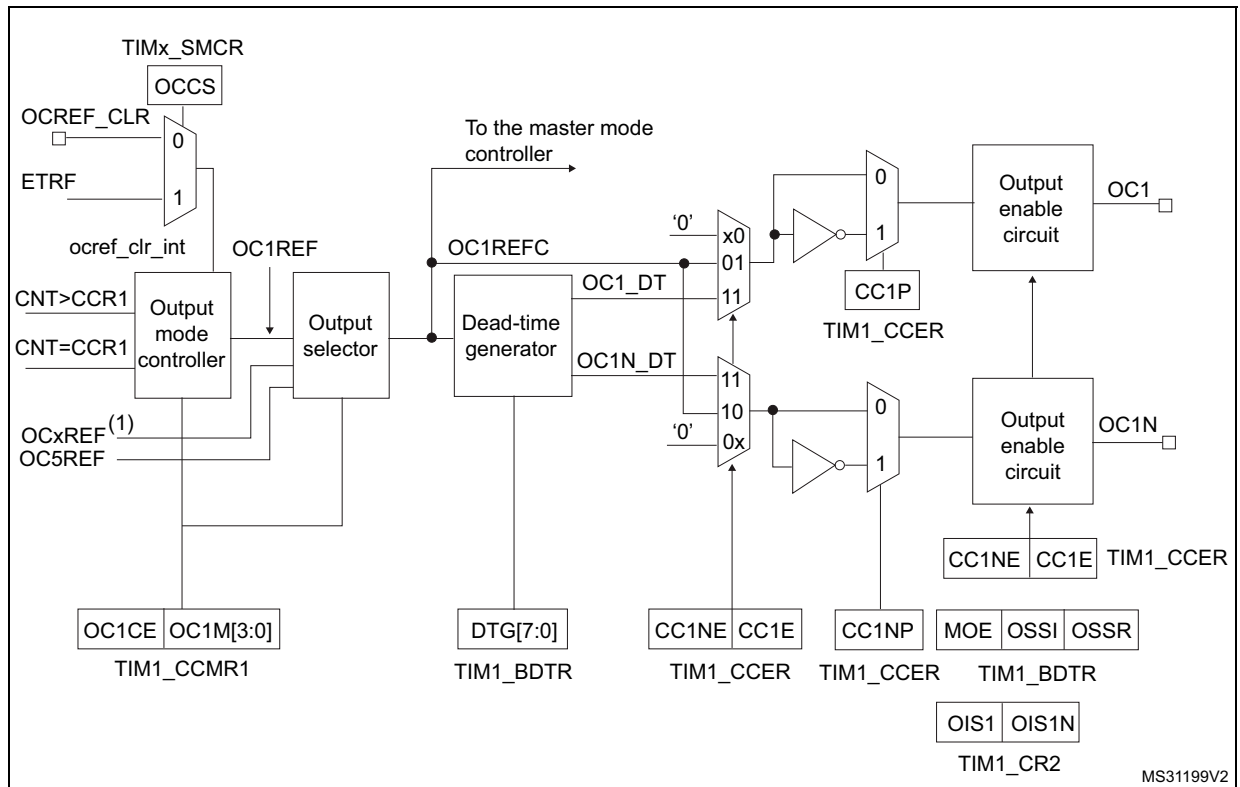 TIMx_SMCR
OCCS
OCREF_CLR
0
ETRF
1
ocref_clr_int
To the master mode
controller
OC1REF
OC1REFC
CNT>CCR1
CNT=CCR1
Output
mode
controller
Output
selector
OCxREF(1)
OC5REF
Dead-time
generator
OC1_DT
OC1N_DT
'0'
x0
01
11
11
10
'0'
0x
0
1
CC1P
TIM1_CCER
0
1
Output
enable
circuit
OC1
Output
enable
circuit
OC1N
CC1NE CC1E
TIM1_CCER
OC1CE OC1M[3:0]
TIM1_CCMR1
DTG[7:0]
TIM1_BDTR
CC1NE CC1E
TIM1_CCER
CC1NP
TIM1_CCER
MOE OSSI OSSR
TIM1_BDTR
OIS1 OIS1N
TIM1_CR2
MS31199V2